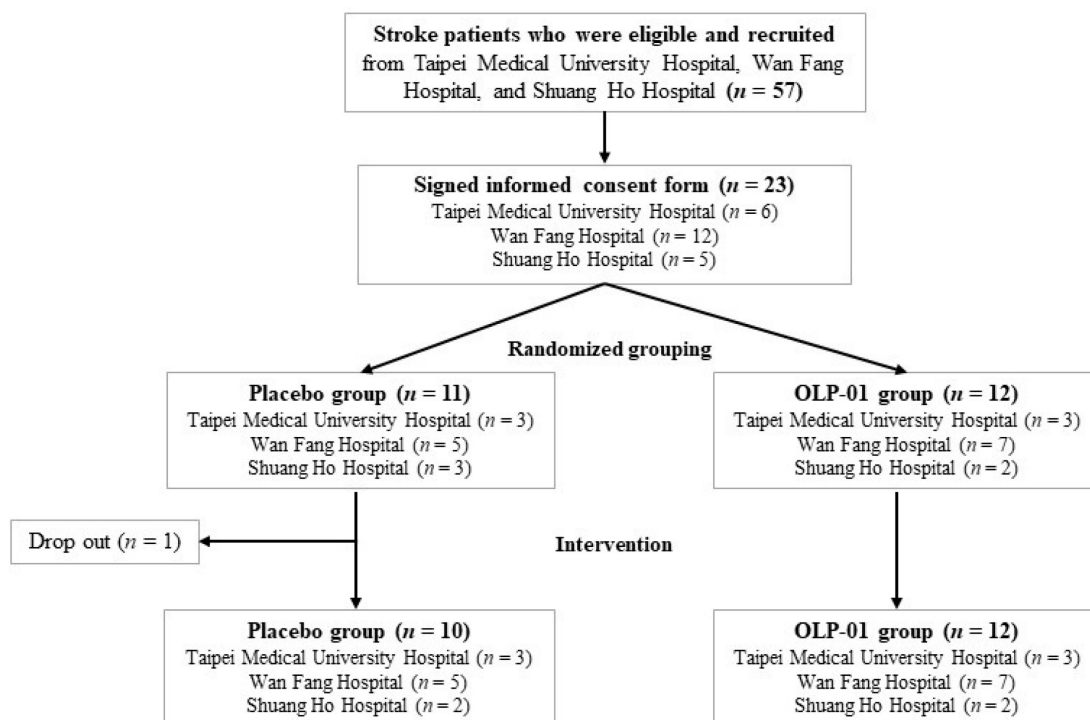 Stroke patients who were eligible and recruited
from Taipei Medical University Hospital, Wan Fang
Hospital, and Shuang Ho Hospital (n = 57)
Signed informed consent form (n = 23)
Taipei Medical University Hospital (n = 6)
Wan Fang Hospital (n = 12)
Shuang Ho Hospital (n = 5)
Randomized grouping
Placebo group (n = 11)
Taipei Medical University Hospital (n = 3)
Wan Fang Hospital (n = 5)
Shuang Ho Hospital (n = 3)
OLP-01 group (n = 12)
Taipei Medical University Hospital (n = 3)
Wan Fang Hospital (n = 7)
Shuang Ho Hospital (n = 2)
Drop out (n = 1)
Intervention
Placebo group (n = 10)
Taipei Medical University Hospital (n = 3)
Wan Fang Hospital (n = 5)
Shuang Ho Hospital (n = 2)
OLP-01 group (n = 12)
Taipei Medical University Hospital (n = 3)
Wan Fang Hospital (n = 7)
Shuang Ho Hospital (n = 2)